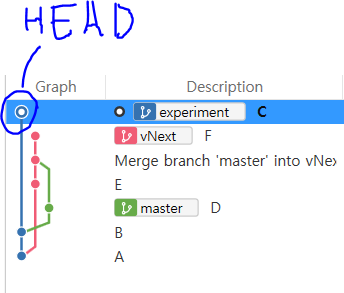 HEAD
Graph Description
experiment C
vNext F
Merge branch 'master' into vNex
E
master D
B
A